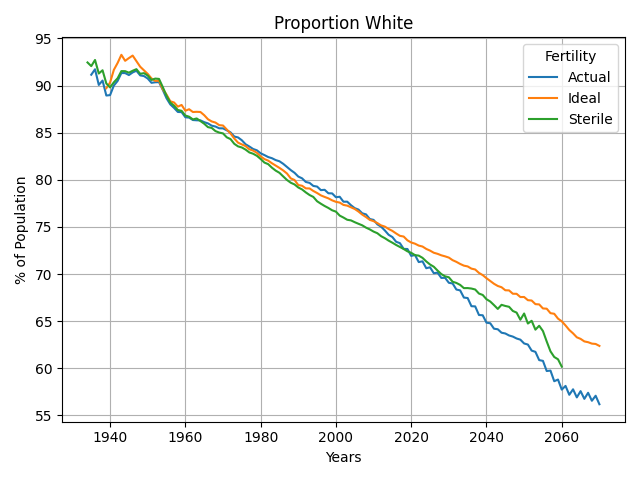 Proportion White
95
90
85
80
75
70
65
60
55
% of Population
1940
1960
1980
2000
2020
2040
2060
Years
Fertility
Actual
Ideal
Sterile